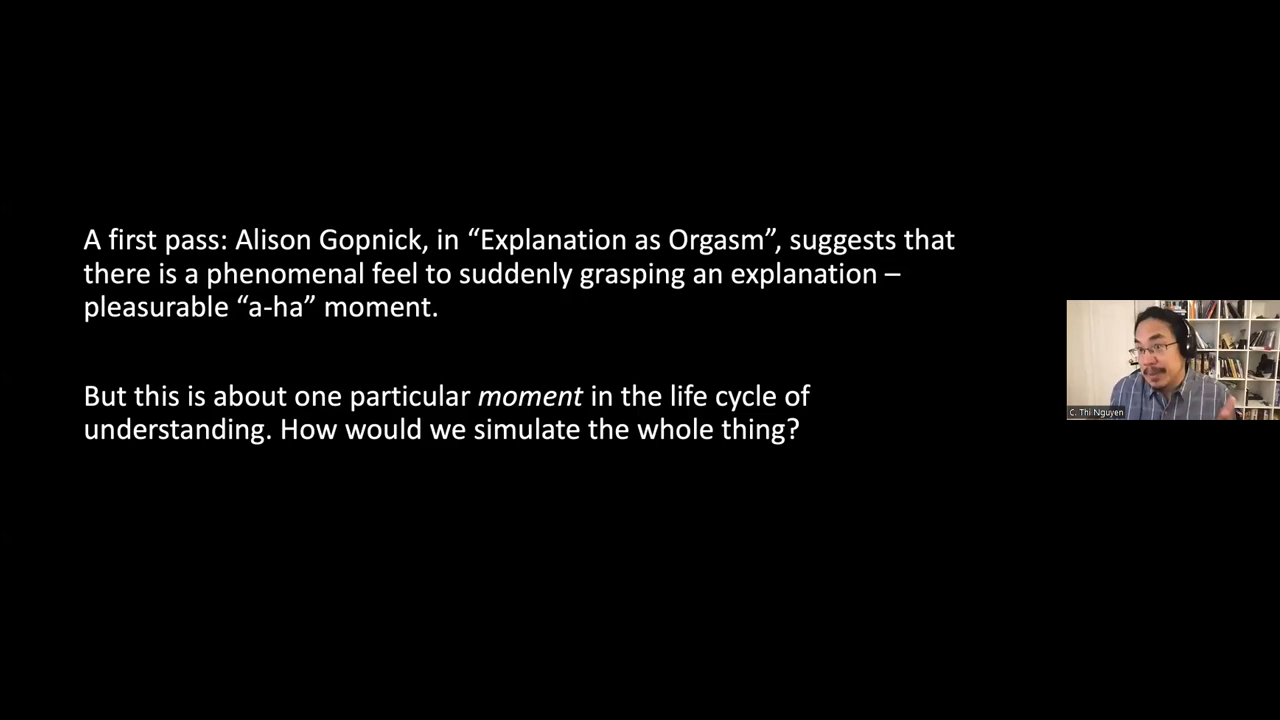 A first pass: Alison Gopnick, in “Explanation as Orgasm”, suggests that
there is a phenomenal feel to suddenly grasping an explanation –
pleasurable “a-ha” moment.
But this is about one particular moment in the life cycle of
understanding. How would we simulate the whole thing?
C. Thi Nguyen